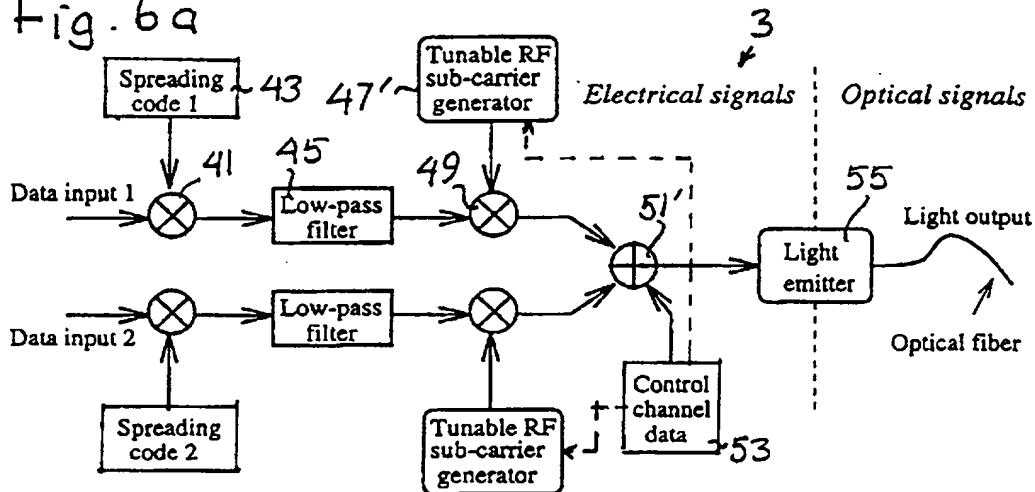 Fig. 6a
3
Spreading
code 1
43
47'
Tunable RF
sub-carrier
generator
Electrical signals
Optical signals
Data input 1
41
45
Low-pass
filter
49
51'
55
Light
emitter
Light output
Data input 2
Low-pass
filter
Optical fiber
Spreading
code 2
Tunable RF
sub-carrier
generator
Control
channel
data
53